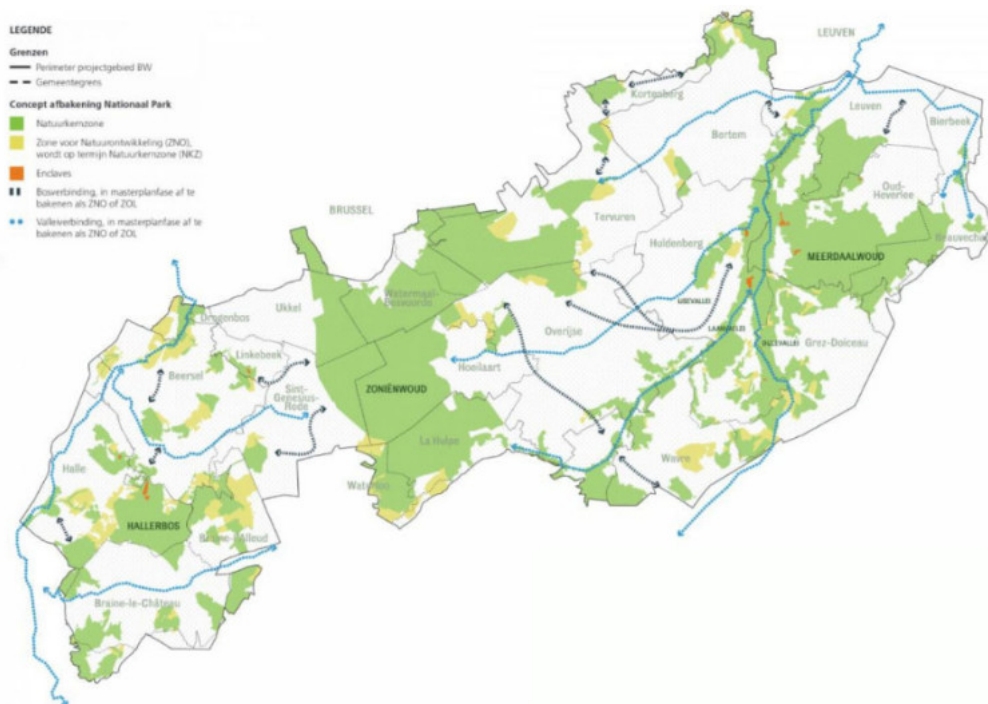 LEGENDE
Grenzen
Perimeter projectgebied BW
Gemeentegrens
Concept afbakening Nationaal Park
Natuurkernzone
Zone voor Natuurontwikkeling (ZNO),
wordt op termijn Natuurkernzone (NKZ)
Enclaves
Bosverbinding, in masterplanfase af te
bakenen als ZNO of ZOL
Valleiverbinding, in masterplanfase af te
bakenen als ZNO of ZOL
LEUVEN
Kortenberg
Leuven
Bierbeek
Bertem
Oud-
Heverlee
BRUSSEL
Tervuren
Huldenberg
MEERDAALWOUD
Beauvechain
Watermaal-
Bosvoorde
Ukkel
Drogenbos
IJSEVALLEI
Overijse
LAANVALLEI
DIJLEVALLEI
Grez-Doiceau
Linkebeek
Beersel
Hoeilaart
Sint-
Genesius-
Rode
ZONIËNWOUD
La Hulpe
Wavre
Halle
Waterloo
HALLERBOS
Braine-l'Alleud
Braine-le-Château